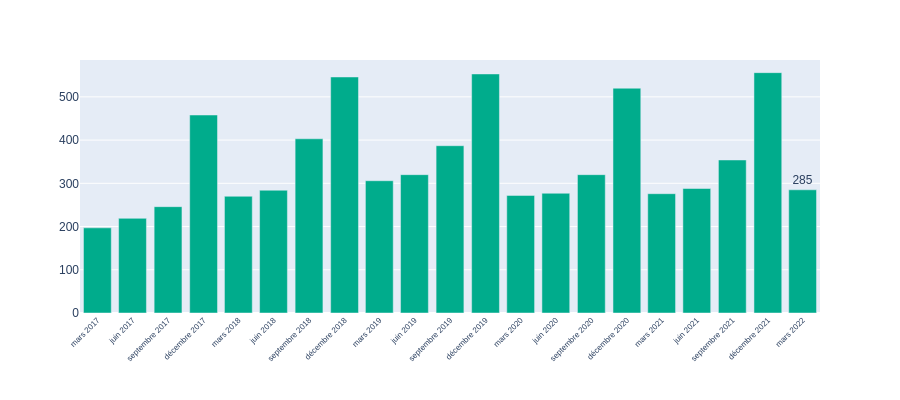 500
400
300
200
100
0
285
mars 2017
juin 2017
septembre 2017
décembre 2017
mars 2018
juin 2018
septembre 2018
décembre 2018
mars 2019
juin 2019
septembre 2019
décembre 2019
mars 2020
juin 2020
septembre 2020
décembre 2020
mars 2021
juin 2021
septembre 2021
décembre 2021
mars 2022